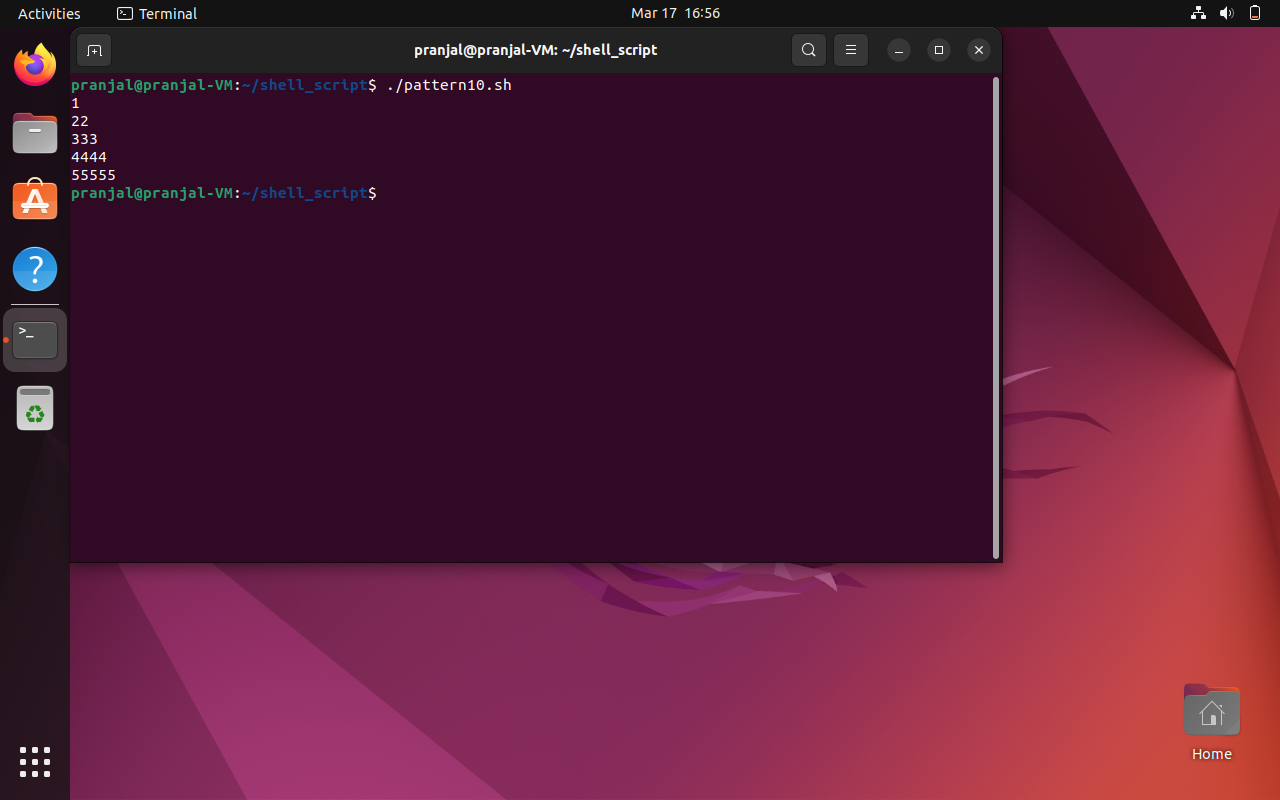 Activities Terminal Mar 17 16:56
pranjal@pranjal-VM: ~/shell_script
pranjal@pranjal-VM:~/shell_script$ ./pattern10.sh
1
22
333
4444
55555
pranjal@pranjal-VM:~/shell_script$
Home